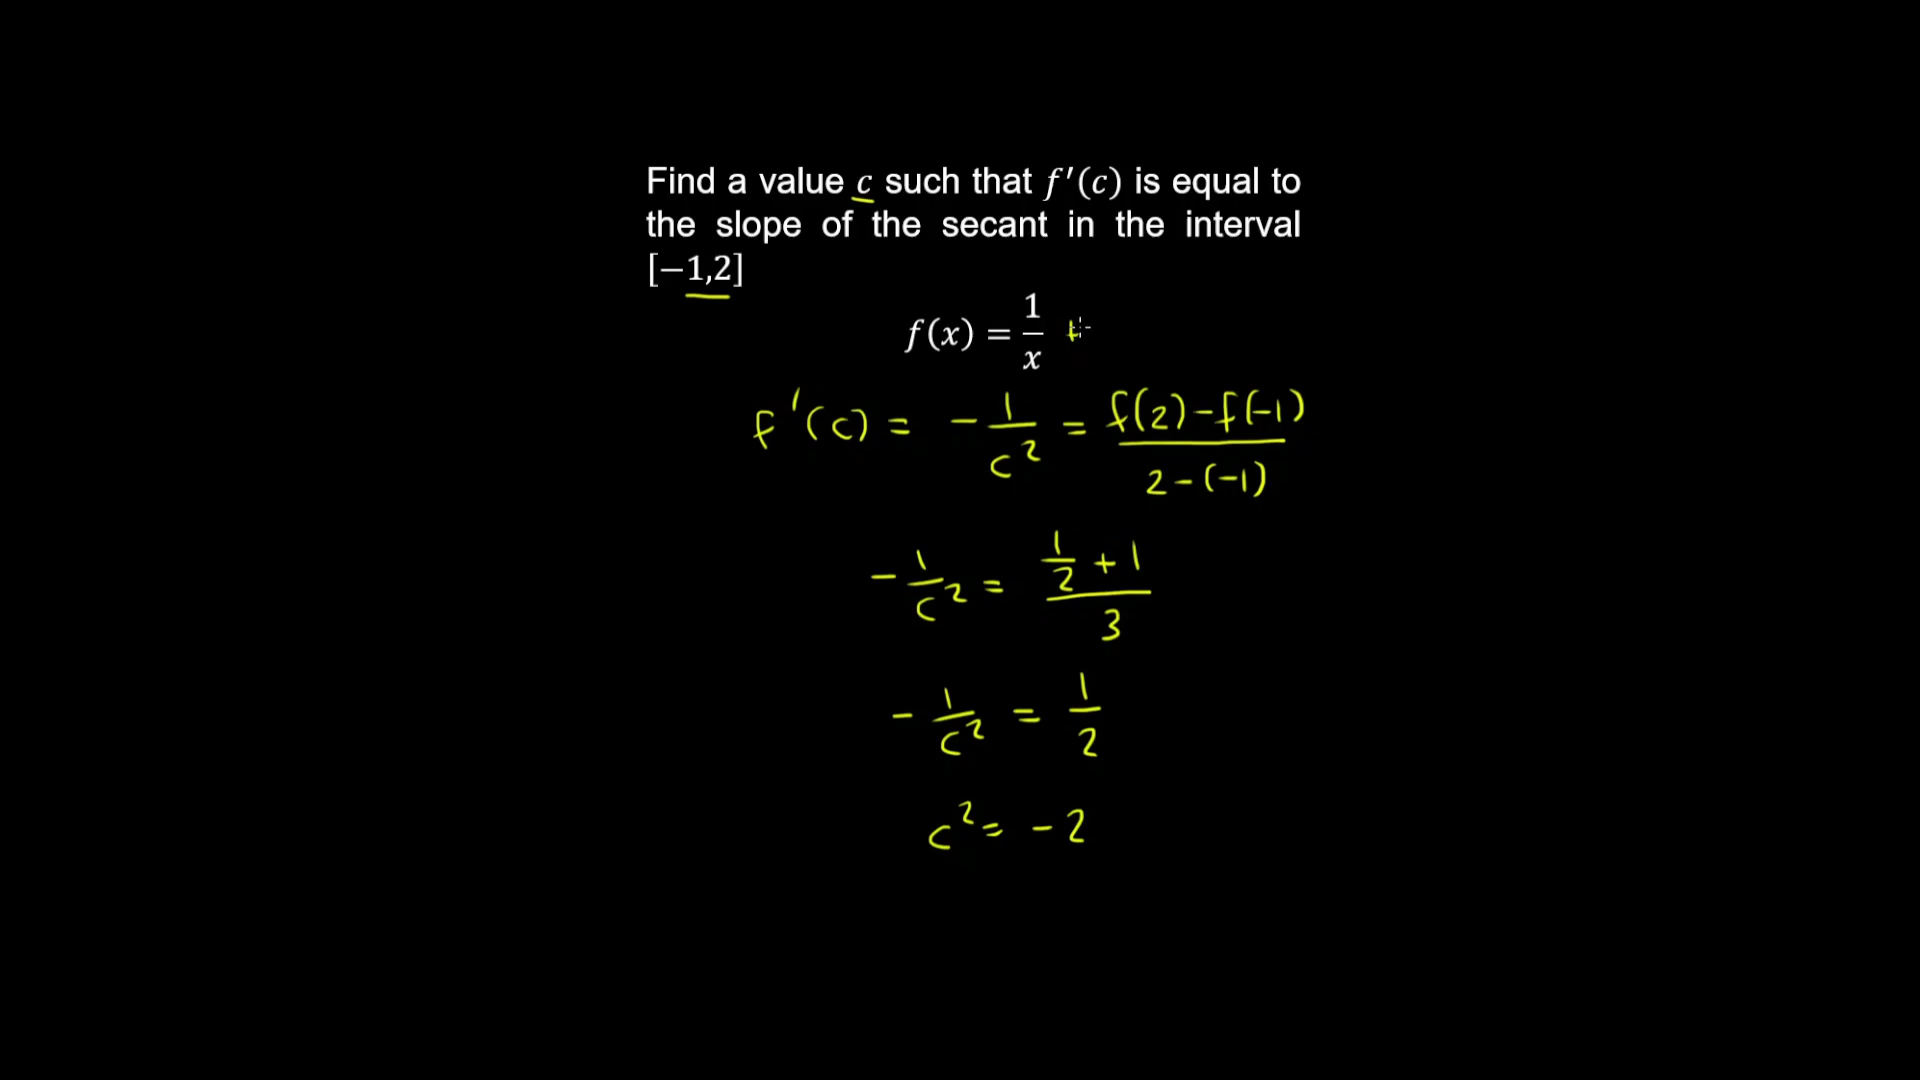 Find a value c such that f′(c) is equal to
the slope of the secant in the interval
[−1,2]
f(x) = 1/x
f'(c) = - 1/c² = (f(2)-f(-1))/(2-(-1))
- 1/c² = (1/2 + 1)/3
- 1/c² = 1/2
c² = -2